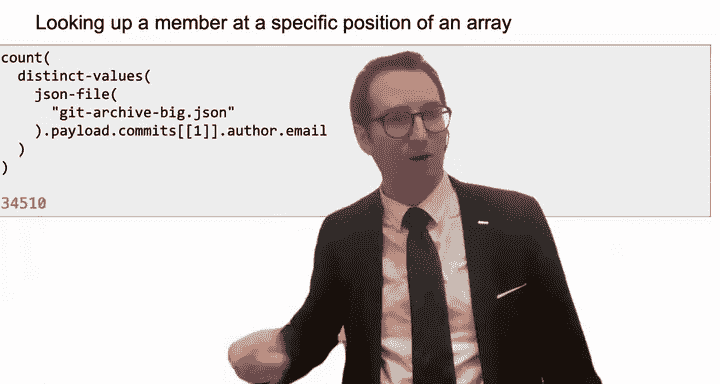 Looking up a member at a specific position of an array
count(
distinct-values(
json-file(
"git-archive-big.json"
).payload.commits[[1]].author.email
)
)
34510